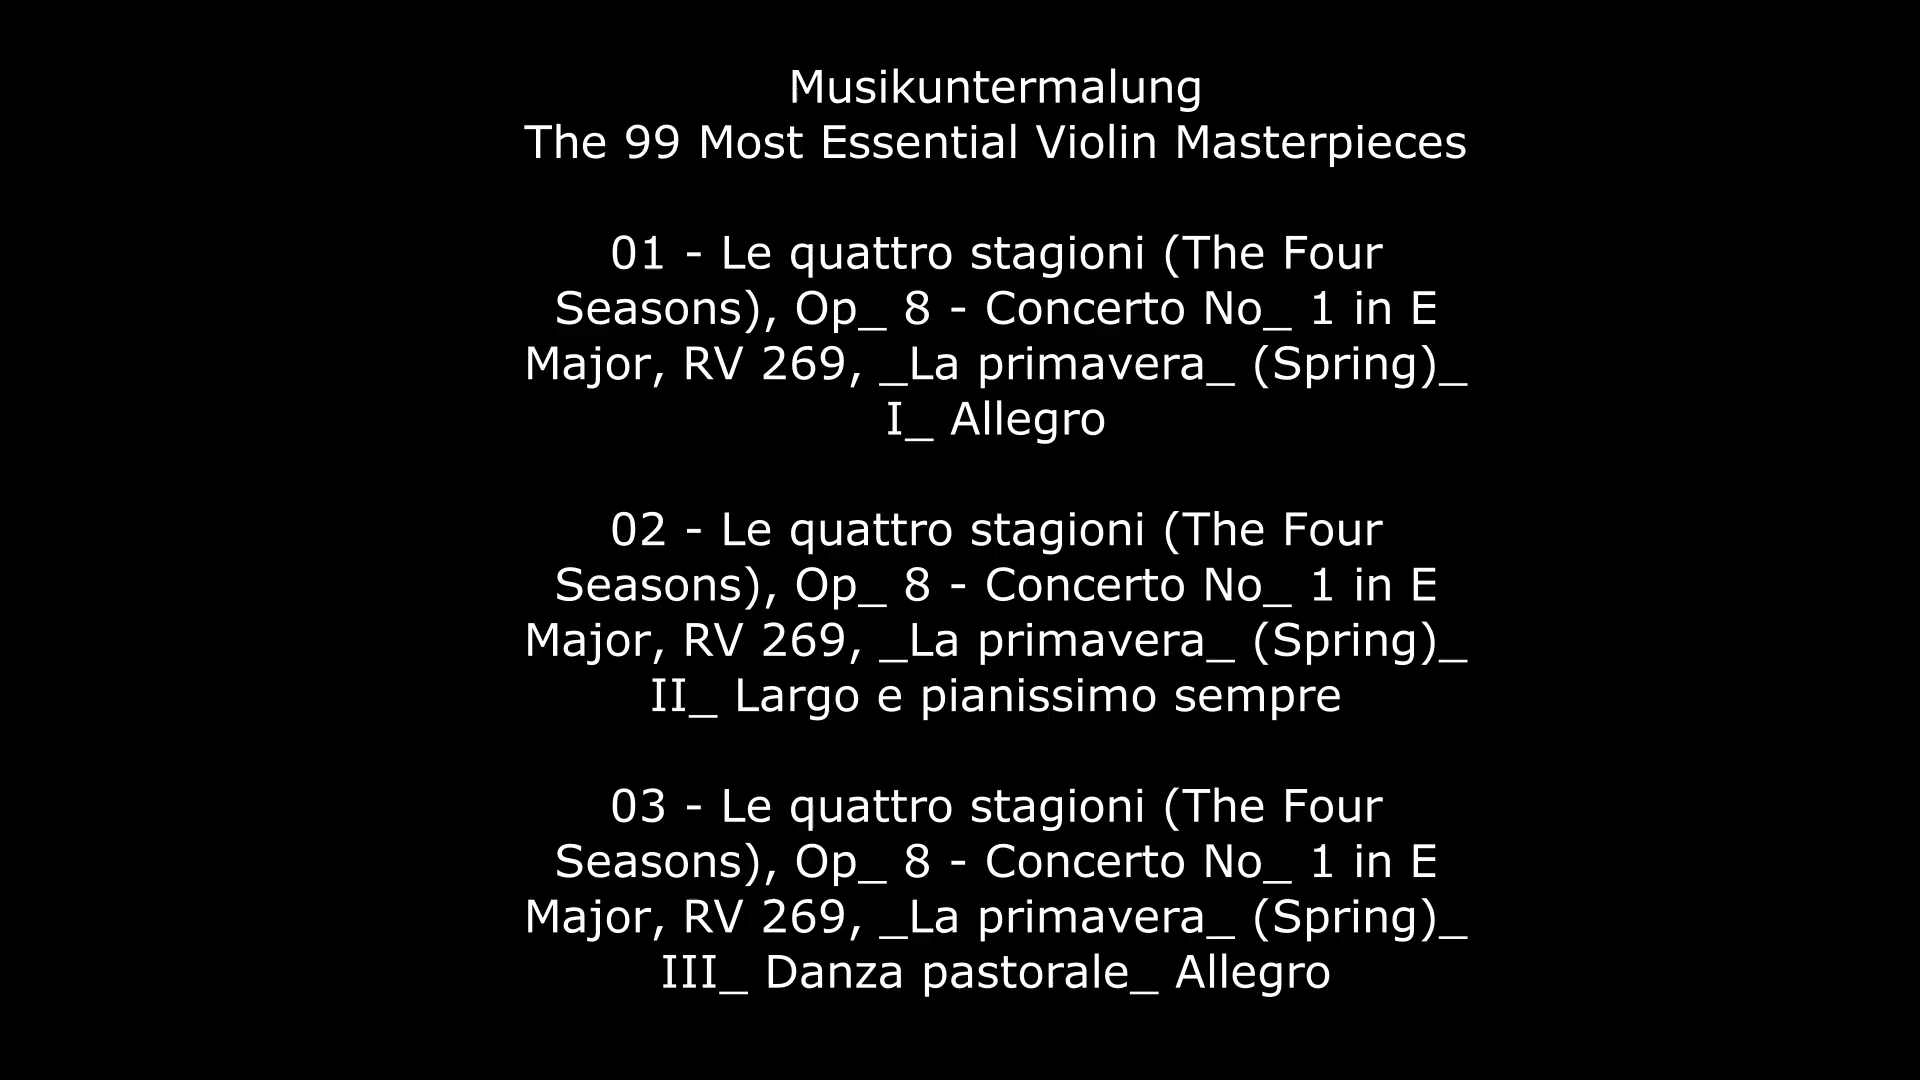 Musikuntermalung
The 99 Most Essential Violin Masterpieces
01 - Le quattro stagioni (The Four
Seasons), Op_ 8 - Concerto No_ 1 in E
Major, RV 269, _La primavera_ (Spring)_
I_ Allegro
02 - Le quattro stagioni (The Four
Seasons), Op_ 8 - Concerto No_ 1 in E
Major, RV 269, _La primavera_ (Spring)_
II_ Largo e pianissimo sempre
03 - Le quattro stagioni (The Four
Seasons), Op_ 8 - Concerto No_ 1 in E
Major, RV 269, _La primavera_ (Spring)_
III_ Danza pastorale_ Allegro